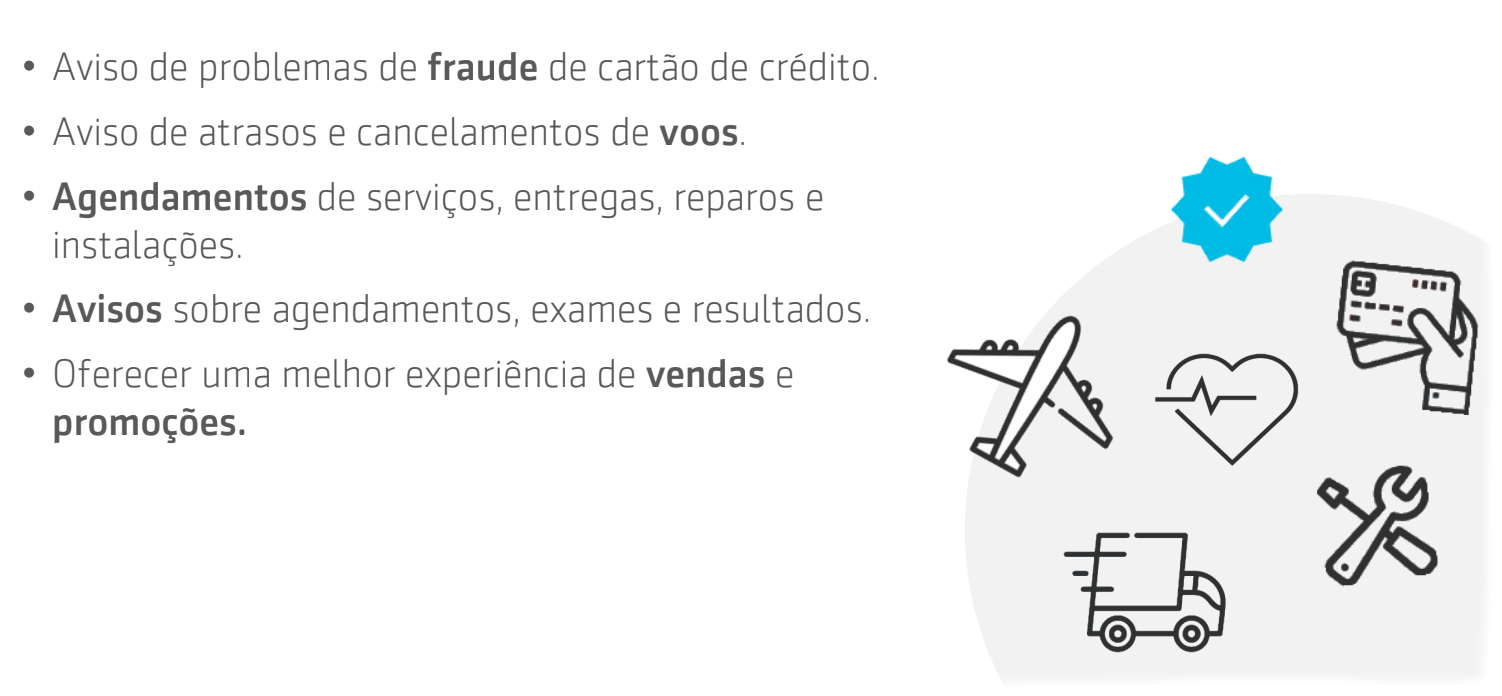 • Aviso de problemas de fraude de cartão de crédito.
• Aviso de atrasos e cancelamentos de voos.
• Agendamentos de serviços, entregas, reparos e
instalações.
• Avisos sobre agendamentos, exames e resultados.
• Oferecer uma melhor experiência de vendas e
promoções.